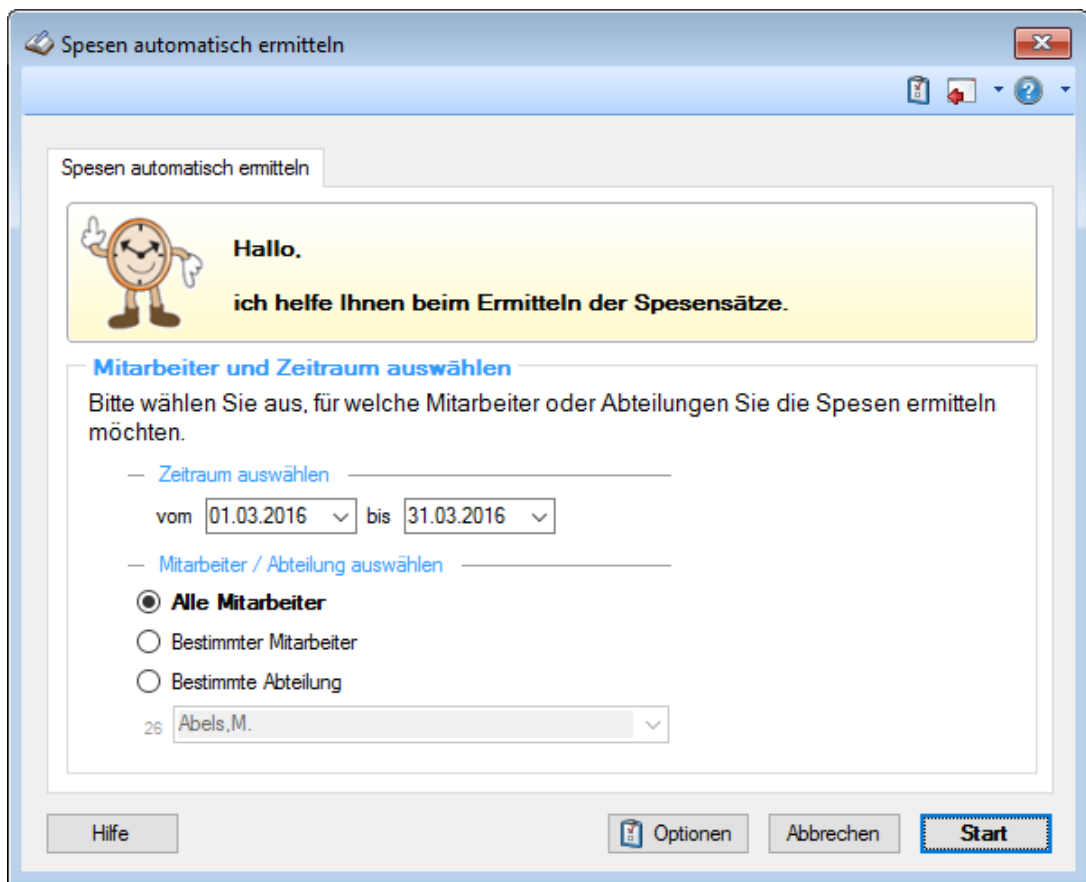 Spesen automatisch ermitteln
Spesen automatisch ermitteln
Hallo,
ich helfe Ihnen beim Ermitteln der Spesensätze.
Mitarbeiter und Zeitraum auswählen
Bitte wählen Sie aus, für welche Mitarbeiter oder Abteilungen Sie die Spesen ermitteln
möchten.
Zeitraum auswählen
vom 01.03.2016 bis 31.03.2016
Mitarbeiter / Abteilung auswählen
Alle Mitarbeiter
Bestimmter Mitarbeiter
Bestimmte Abteilung
26 Abels,M.
Hilfe Optionen Abbrechen Start